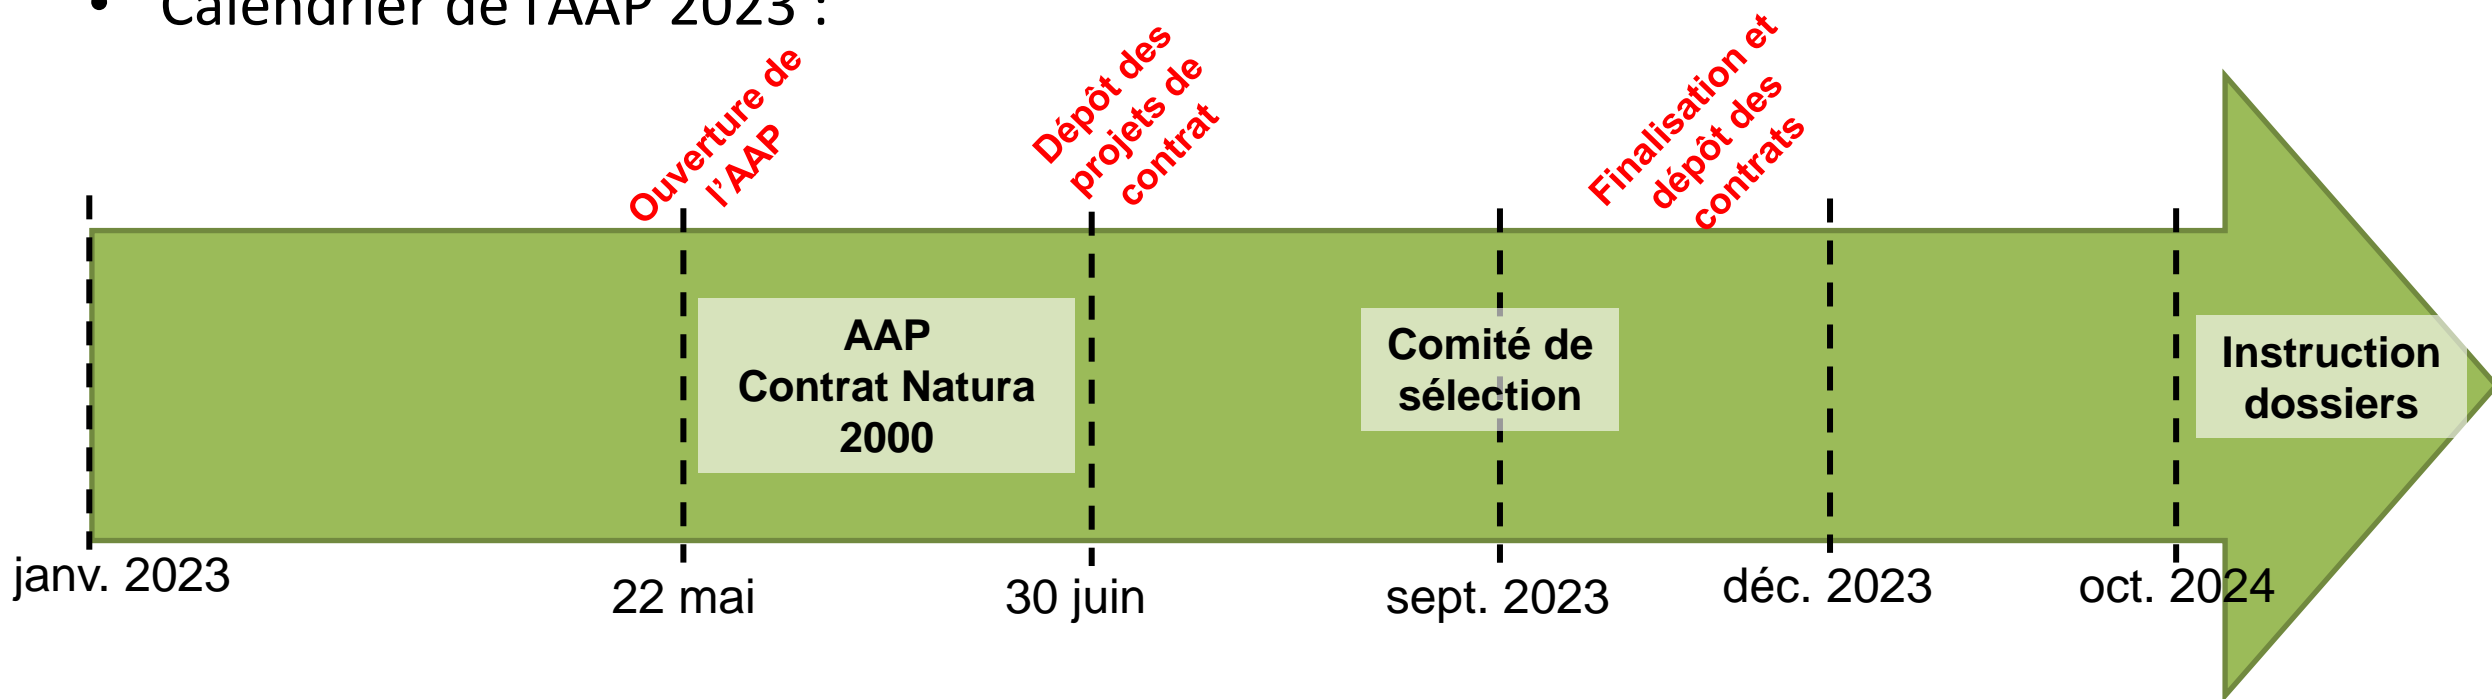 • Calendrier de l'AAP 2023 :
Ouverture de
l’AAP
Dépôt des
projets de
contrat
Finalisation et
dépôt des
contrats
AAP
Contrat Natura
2000
Comité de
sélection
Instruction
dossiers
janv. 2023
22 mai
30 juin
sept. 2023
déc. 2023
oct. 2024